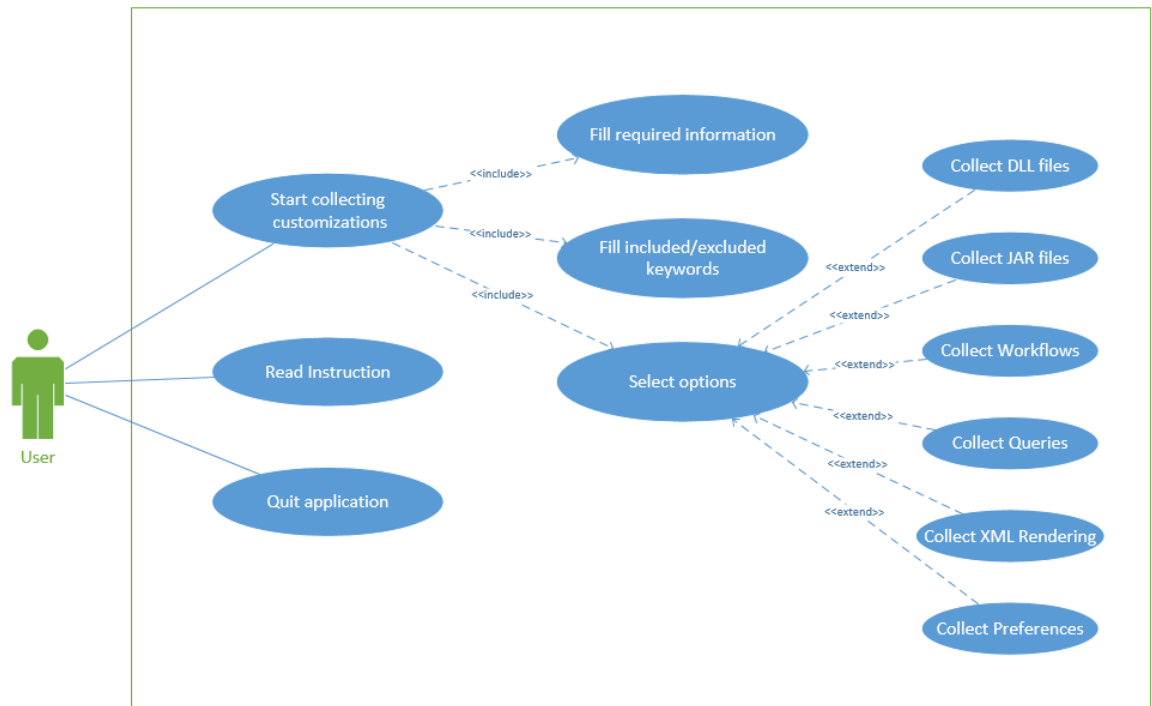 Fill required information
Collect DLL files
<<include>>
Start collecting
customizations
<<include>>
Fill included/excluded
keywords
Collect JAR files
<<extend>>
<<include>>
<<extend>>
Collect Workflows
<<extend>>
Read Instruction
Select options
<<extend>>
Collect Queries
User
<<extend>>
Quit application
<<extend>>
Collect XML Rendering
Collect Preferences